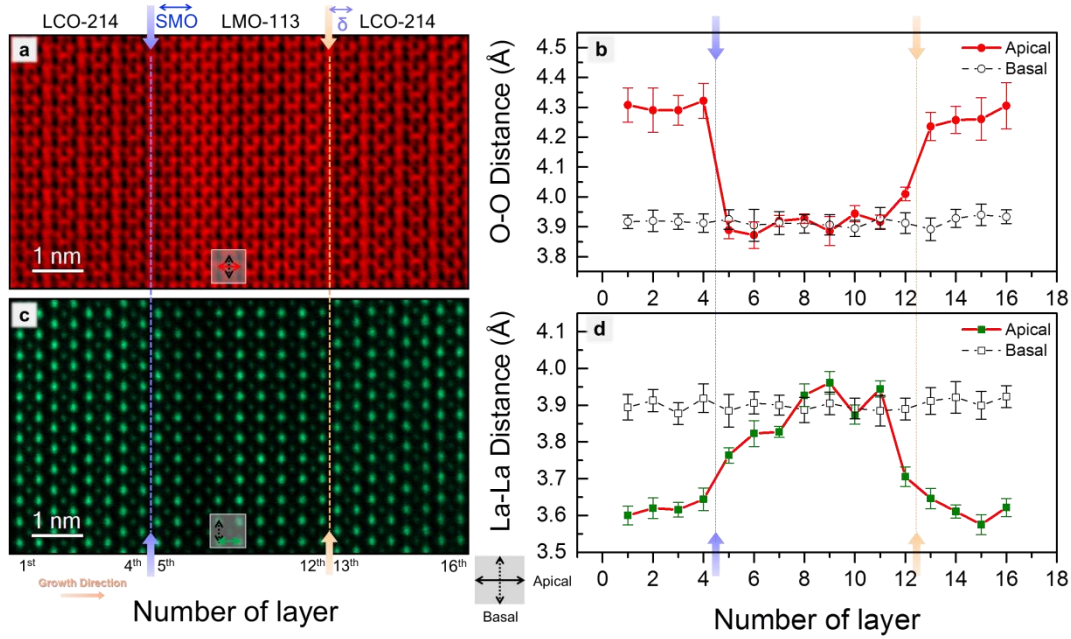 LCO-214 SMO LMO-113 δ LCO-214
a
1 nm
c
1 nm
1st 4th 5th 12th 13th 16th
Growth Direction
Number of layer
Apical
Basal
b
Apical
Basal
O-O Distance (Å)
4.5
4.4
4.3
4.2
4.1
4.0
3.9
3.8
0 2 4 6 8 10 12 14 16 18
d
Apical
Basal
La-La Distance (Å)
4.1
4.0
3.9
3.8
3.7
3.6
3.5
0 2 4 6 8 10 12 14 16 18
Number of layer